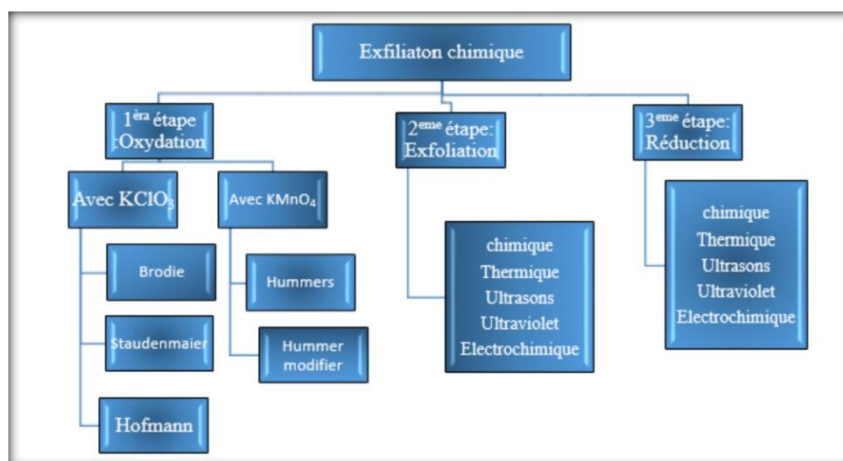 Exfiliaton chimique
1èra étape
:Oxydation
2eme étape:
Exfoliation
3eme étape:
Réduction
Avec KClO3
Avec KMnO4
Brodie
Staudenmaier
Hofmann
Hummers
Hummer
modifier
chimique
Thermique
Ultrasons
Ultraviolet
Electrochimique
chimique
Thermique
Ultrasons
Ultraviolet
Electrochimique